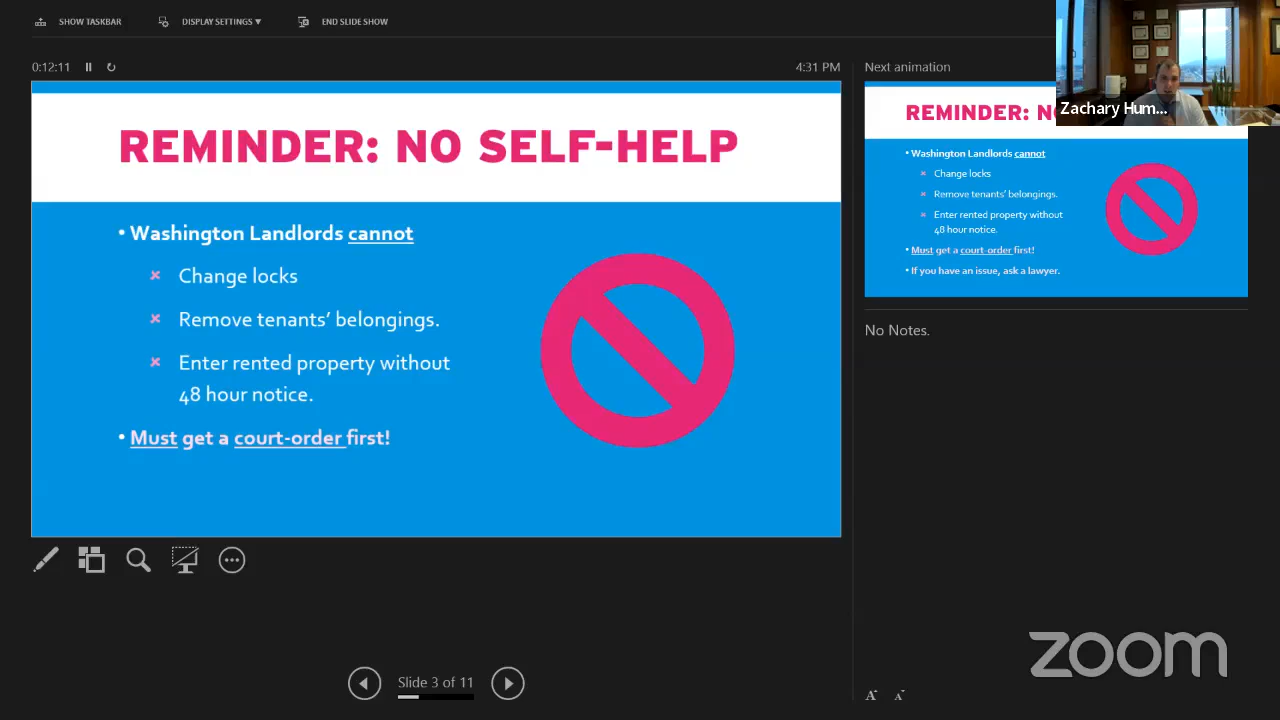 SHOW TASKBAR
DISPLAY SETTINGS ▼
END SLIDE SHOW
0:12:11
4:31 PM
REMINDER: NO SELF-HELP
• Washington Landlords cannot
× Change locks
× Remove tenants' belongings.
× Enter rented property without
48 hour notice.
• Must get a court-order first!
Slide 3 of 11
Next animation
Zachary Hum...
REMINDER: NO
• Washington Landlords cannot
× Change locks
× Remove tenants' belongings.
× Enter rented property without
48 hour notice.
• Must get a court-order first!
• If you have an issue, ask a lawyer.
No Notes.
zoom
A A